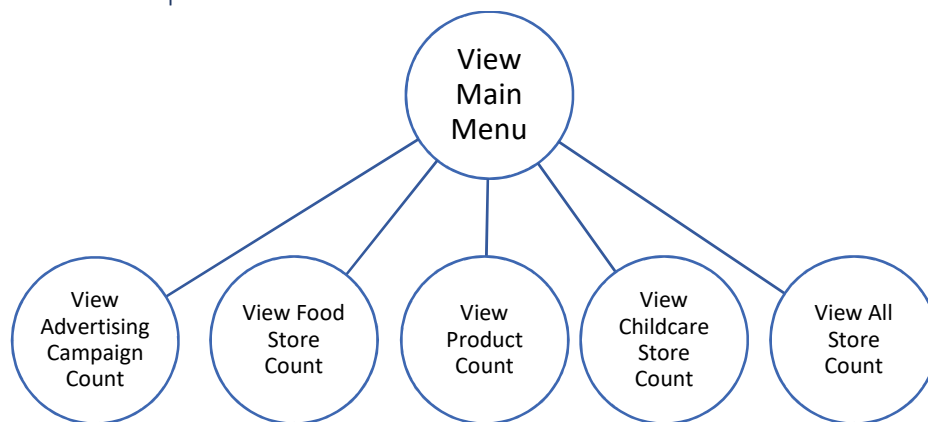 View
Main
Menu
View
Advertising
Campaign
Count
View Food
Store
Count
View
Product
Count
View
Childcare
Store
Count
View All
Store
Count